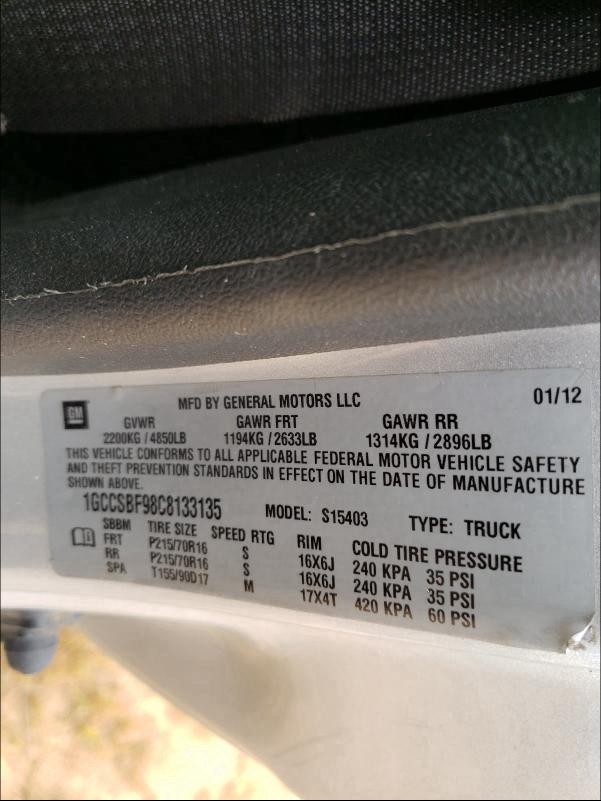 GM MFD BY GENERAL MOTORS LLC 01/12
GVWR GAWR FRT GAWR RR
2200KG / 4850LB 1194KG / 2633LB 1314KG / 2896LB
THIS VEHICLE CONFORMS TO ALL APPLICABLE FEDERAL MOTOR VEHICLE SAFETY
AND THEFT PREVENTION STANDARDS IN EFFECT ON THE DATE OF MANUFACTURE
SHOWN ABOVE.
1GCCSBF98C8133135 MODEL: S15403 TYPE: TRUCK
SBBM TIRE SIZE SPEED RTG RIM COLD TIRE PRESSURE
FRT P215/70R16 S 16X6J 240 KPA 35 PSI
RR P215/70R16 S 16X6J 240 KPA 35 PSI
SPA T155/90D17 M 17X4T 420 KPA 60 PSI